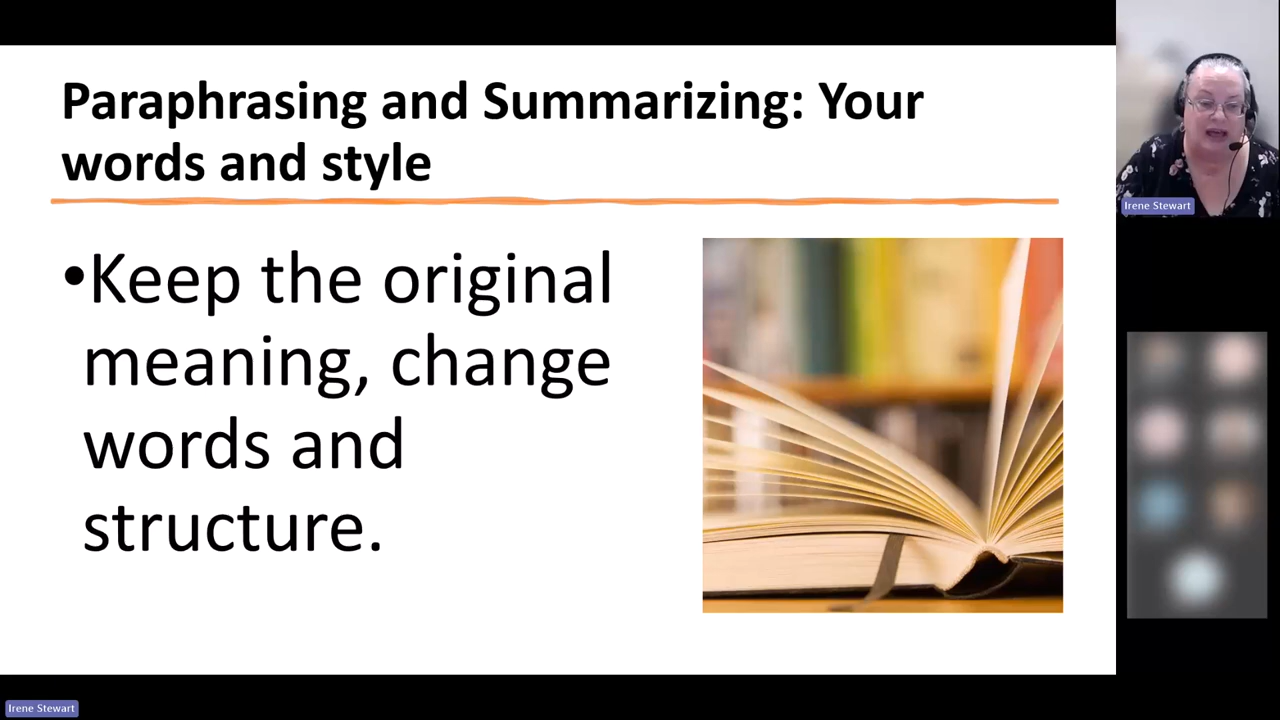 Paraphrasing and Summarizing: Your
words and style
•Keep the original
meaning, change
words and
structure.
Irene Stewart
Irene Stewart